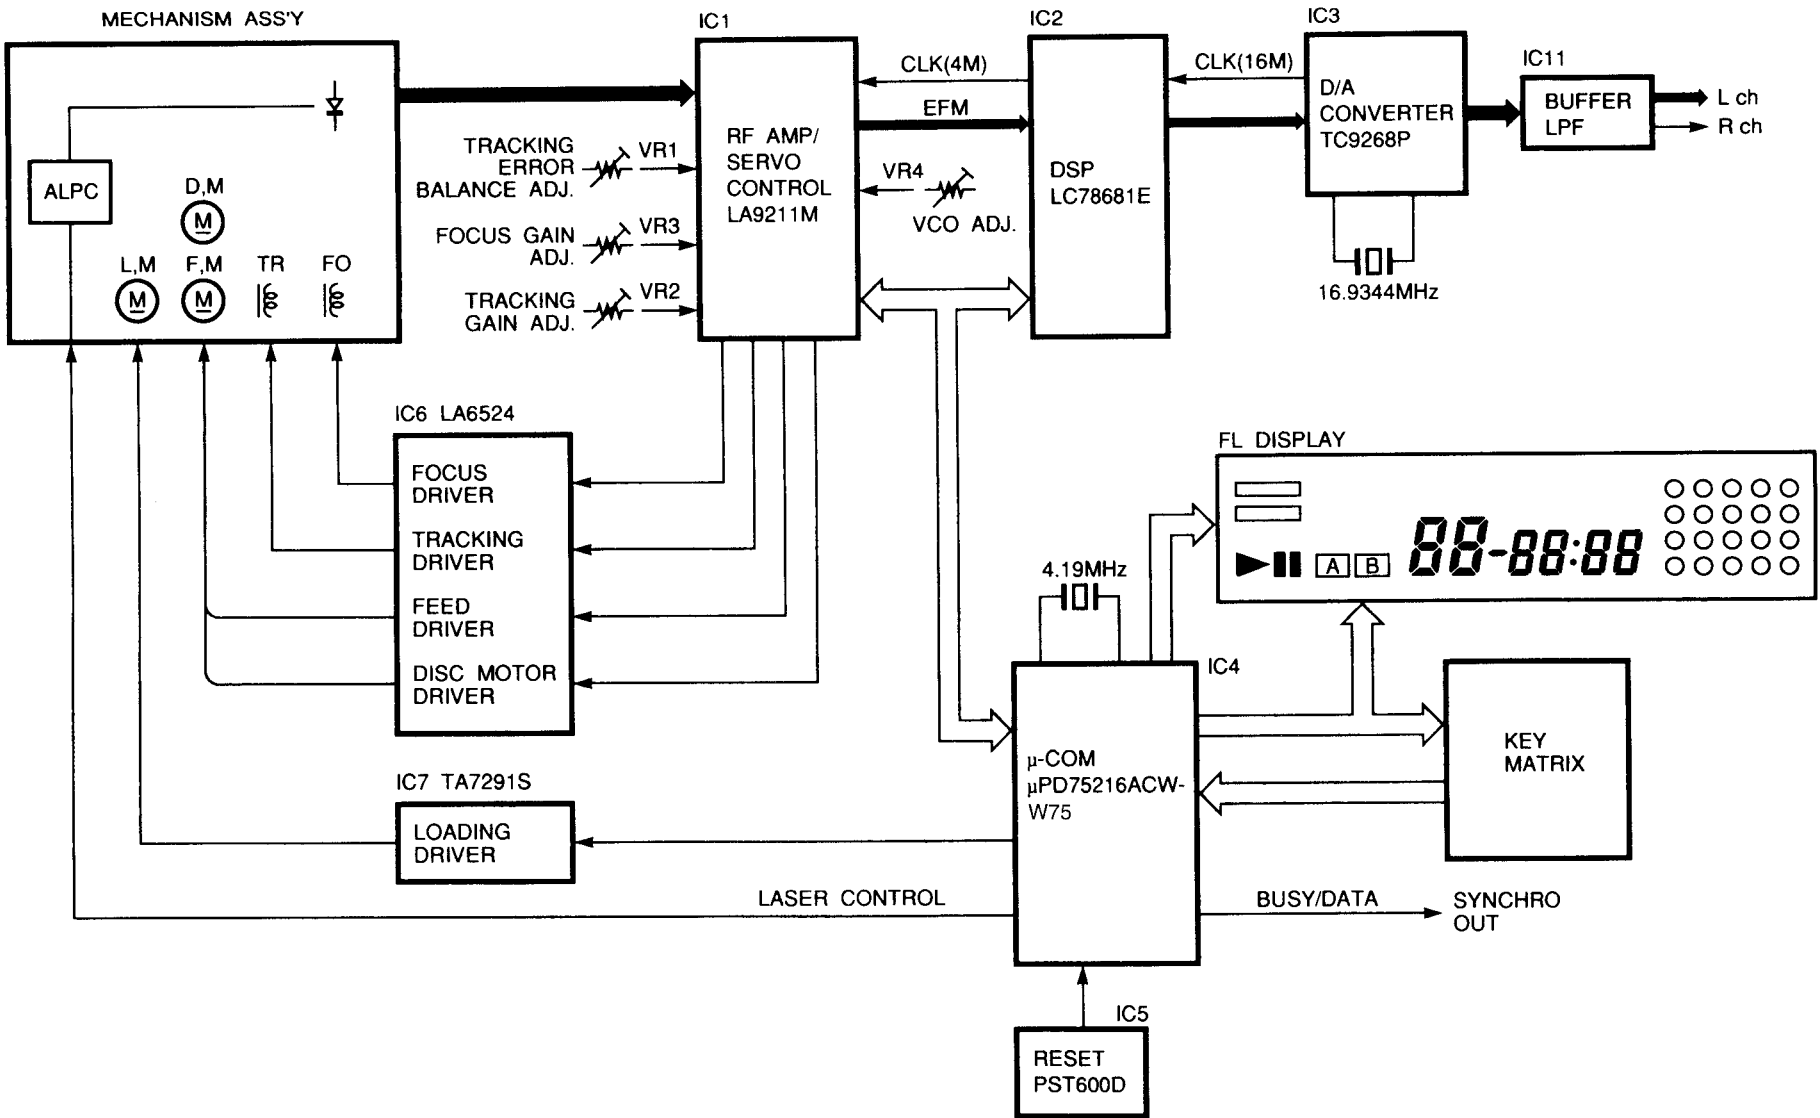 MECHANISM ASS'Y
ALPC
D,M
M
L,M
M
F,M
M
TR
FO
TRACKING
ERROR
BALANCE ADJ.
VR1
FOCUS GAIN
ADJ.
VR3
TRACKING
GAIN ADJ.
VR2
IC1
RF AMP/
SERVO
CONTROL
LA9211M
CLK(4M)
EFM
VR4
VCO ADJ.
IC2
DSP
LC78681E
CLK(16M)
IC3
D/A
CONVERTER
TC9268P
16.9344MHz
IC11
BUFFER
LPF
L ch
R ch
IC6 LA6524
FOCUS
DRIVER
TRACKING
DRIVER
FEED
DRIVER
DISC MOTOR
DRIVER
IC7 TA7291S
LOADING
DRIVER
LASER CONTROL
FL DISPLAY
A B 88-88:88
4.19MHz
IC4
μ-COM
μPD75216ACW-
W75
KEY
MATRIX
BUSY/DATA
SYNCHRO
OUT
IC5
RESET
PST600D